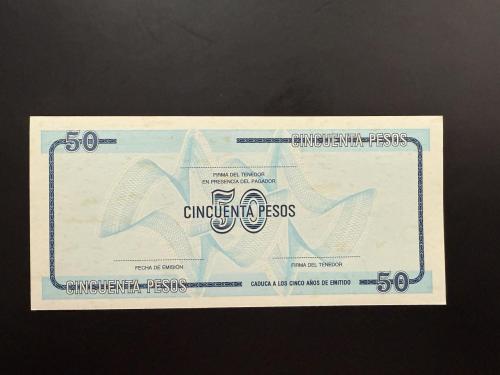 50 CINCUENTA PESOS
FIRMA DEL TENEDOR
EN PRESENCIA DEL PAGADOR
50
CINCUENTA PESOS
FECHA DE EMISIÓN FIRMA DEL TENEDOR
CINCUENTA PESOS CADUCA A LOS CINCO AÑOS DE EMITIDO 50